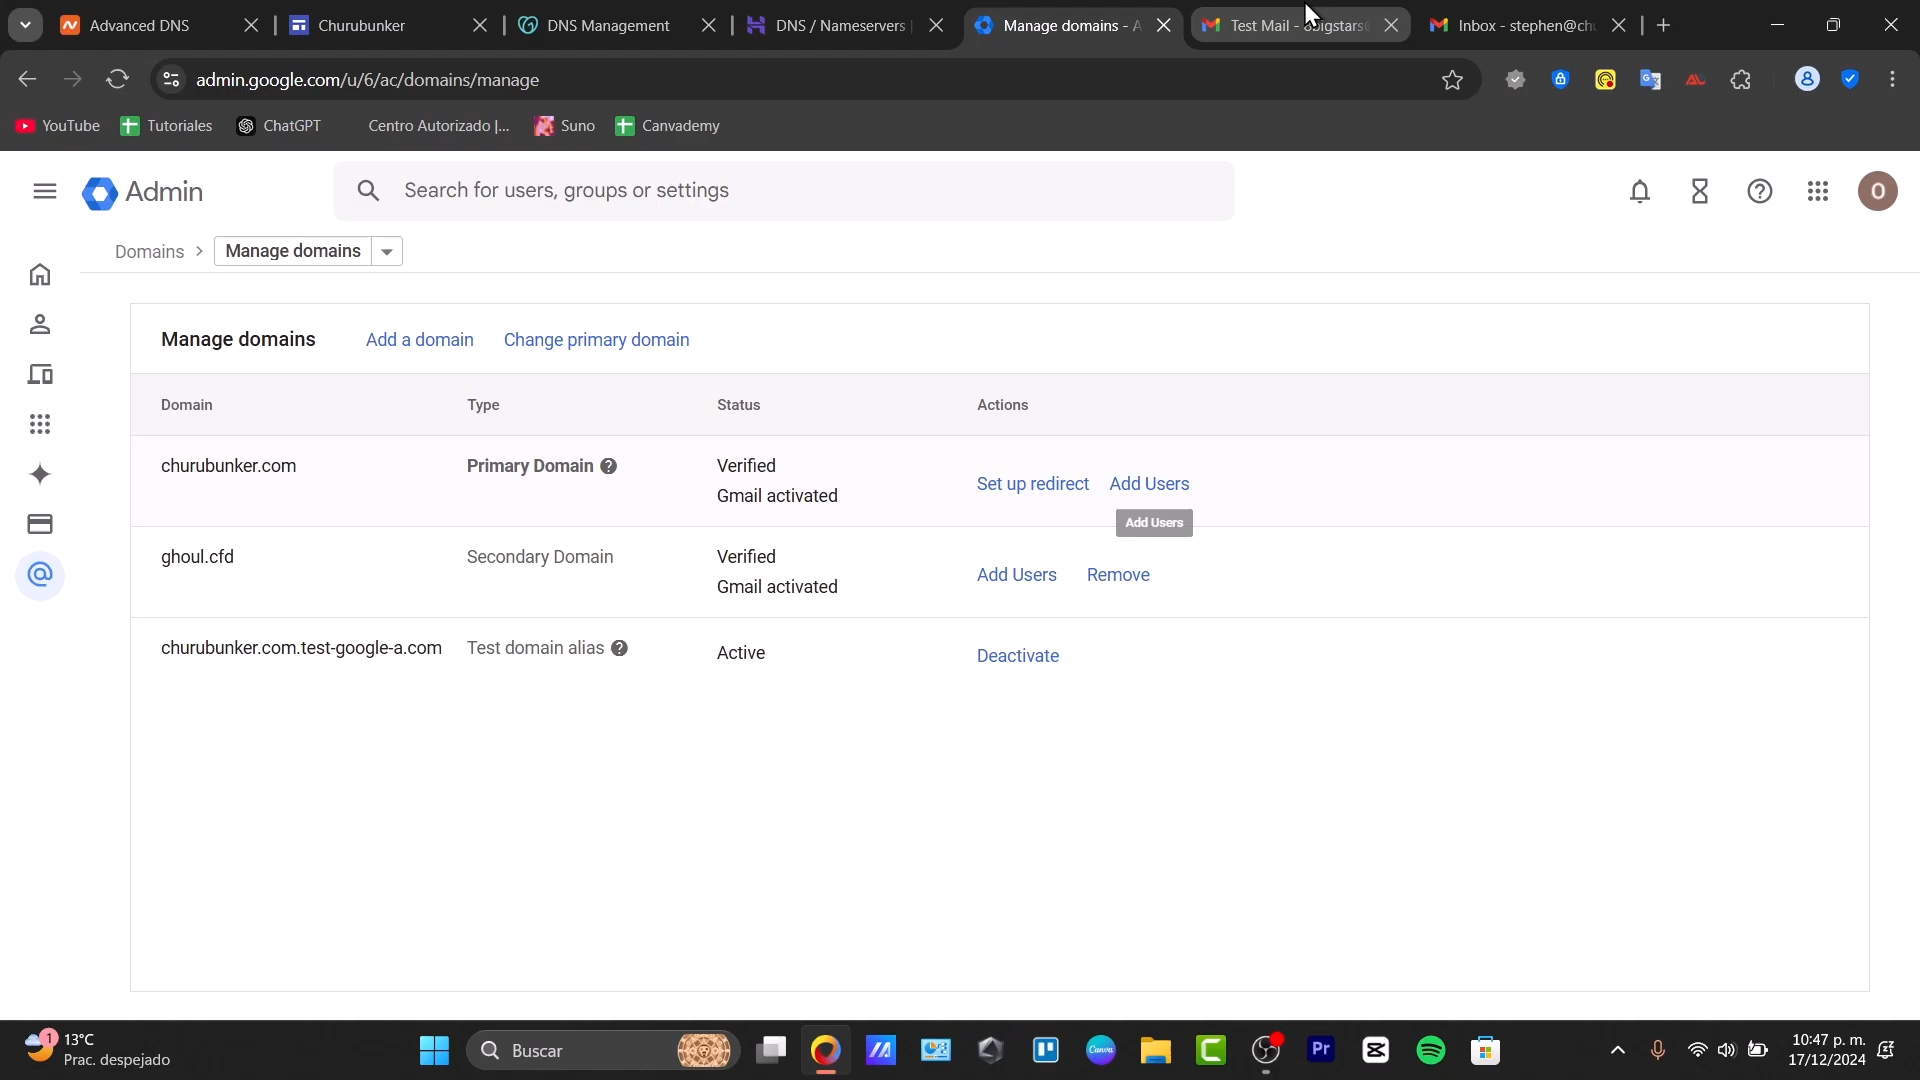 Advanced DNS
Churubunker
DNS Management
DNS / Nameservers |
Manage domains - A
Test Mail -
Inbox - stephen@ch
admin.google.com/u/6/ac/domains/manage
YouTube
Tutoriales
ChatGPT
Centro Autorizado |...
Suno
Canvademy
Admin
Search for users, groups or settings
O
Domains > Manage domains
Manage domains
Add a domain
Change primary domain
Domain
Type
Status
Actions
churubunker.com
Primary Domain
Verified
Gmail activated
Set up redirect
Add Users
Add Users
ghoul.cfd
Secondary Domain
Verified
Gmail activated
Add Users
Remove
churubunker.com.test-google-a.com
Test domain alias
Active
Deactivate
1
13°C
Prac. despejado
Buscar
Canva
Pr
10:47 p. m.
17/12/2024